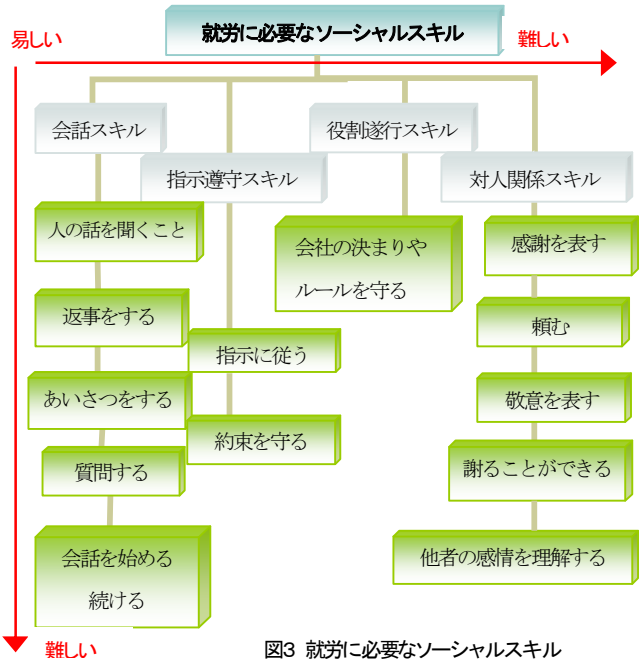 就労に必要なソーシャルスキル
易しい
難しい
会話スキル
役割遂行スキル
指示遵守スキル
対人関係スキル
人の話を聞くこと
返事をする
あいさつをする
質問する
会話を始める
続ける
指示に従う
約束を守る
会社の決まりや
ルールを守る
感謝を表す
頼む
敬意を表す
謝ることができる
他者の感情を理解する
難しい
図3 就労に必要なソーシャルスキル